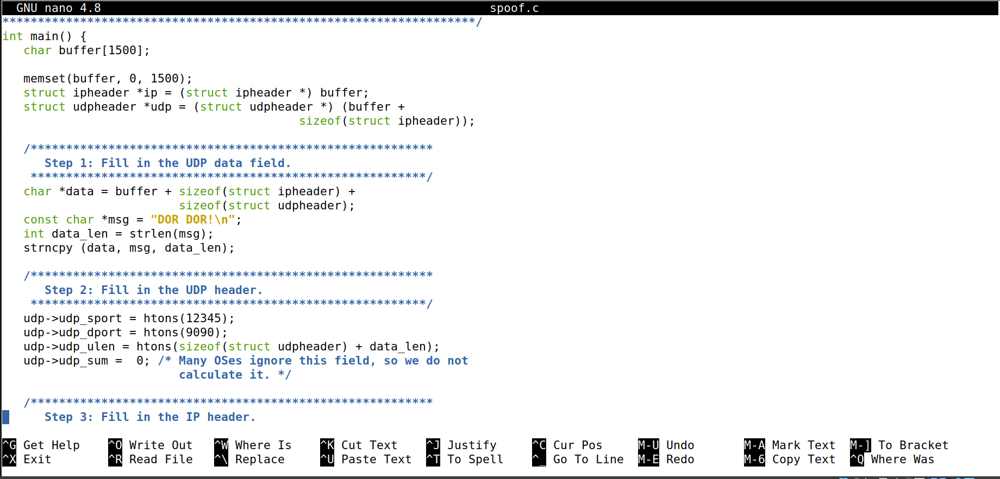 GNU nano 4.8 spoof.c
*******************************************************************/
int main() {
   char buffer[1500];

   memset(buffer, 0, 1500);
   struct ipheader *ip = (struct ipheader *) buffer;
   struct udpheader *udp = (struct udpheader *) (buffer +
                                          sizeof(struct ipheader));

   /*********************************************************
      Step 1: Fill in the UDP data field.
    ********************************************************/
   char *data = buffer + sizeof(struct ipheader) +
                         sizeof(struct udpheader);
   const char *msg = "DOR DOR!\n";
   int data_len = strlen(msg);
   strncpy (data, msg, data_len);

   /*********************************************************
      Step 2: Fill in the UDP header.
    ********************************************************/
   udp->udp_sport = htons(12345);
   udp->udp_dport = htons(9090);
   udp->udp_ulen = htons(sizeof(struct udpheader) + data_len);
   udp->udp_sum =  0; /* Many OSes ignore this field, so we do not
                         calculate it. */

   /*********************************************************
      Step 3: Fill in the IP header.
^G Get Help ^O Write Out ^W Where Is ^K Cut Text ^J Justify ^C Cur Pos M-U Undo M-A Mark Text M-] To Bracket
^X Exit ^R Read File ^\ Replace ^U Paste Text ^T To Spell ^_ Go To Line M-E Redo M-6 Copy Text ^Q Where Was